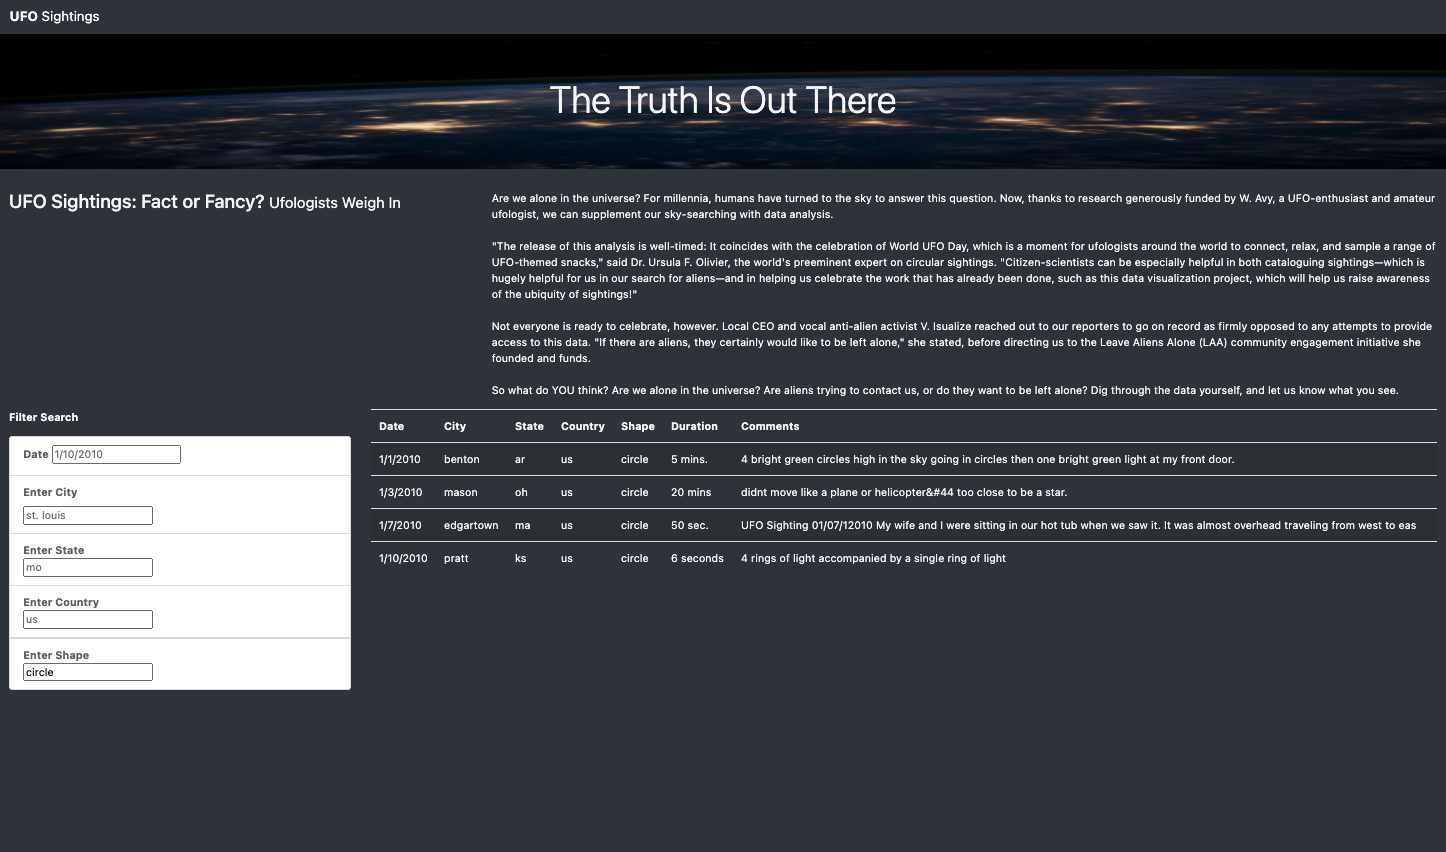 UFO Sightings
The Truth Is Out There
UFO Sightings: Fact or Fancy? Ufologists Weigh In
Are we alone in the universe? For millennia, humans have turned to the sky to answer this question. Now, thanks to research generously funded by W. Avy, a UFO-enthusiast and amateur
ufologist, we can supplement our sky-searching with data analysis.
"The release of this analysis is well-timed: It coincides with the celebration of World UFO Day, which is a moment for ufologists around the world to connect, relax, and sample a range of
UFO-themed snacks," said Dr. Ursula F. Olivier, the world's preeminent expert on circular sightings. "Citizen-scientists can be especially helpful in both cataloguing sightings—which is
hugely helpful for us in our search for aliens—and in helping us celebrate the work that has already been done, such as this data visualization project, which will help us raise awareness
of the ubiquity of sightings!"
Not everyone is ready to celebrate, however. Local CEO and vocal anti-alien activist V. Isualize reached out to our reporters to go on record as firmly opposed to any attempts to provide
access to this data. "If there are aliens, they certainly would like to be left alone," she stated, before directing us to the Leave Aliens Alone (LAA) community engagement initiative she
founded and funds.
So what do YOU think? Are we alone in the universe? Are aliens trying to contact us, or do they want to be left alone? Dig through the data yourself, and let us know what you see.
Filter Search
Date 1/10/2010
Enter City
st. louis
Enter State
mo
Enter Country
us
Enter Shape
circle
Date City State Country Shape Duration Comments
1/1/2010 benton ar us circle 5 mins. 4 bright green circles high in the sky going in circles then one bright green light at my front door.
1/3/2010 mason oh us circle 20 mins didnt move like a plane or helicopter&#44 too close to be a star.
1/7/2010 edgartown ma us circle 50 sec. UFO Sighting 01/07/12010 My wife and I were sitting in our hot tub when we saw it. It was almost overhead traveling from west to eas
1/10/2010 pratt ks us circle 6 seconds 4 rings of light accompanied by a single ring of light